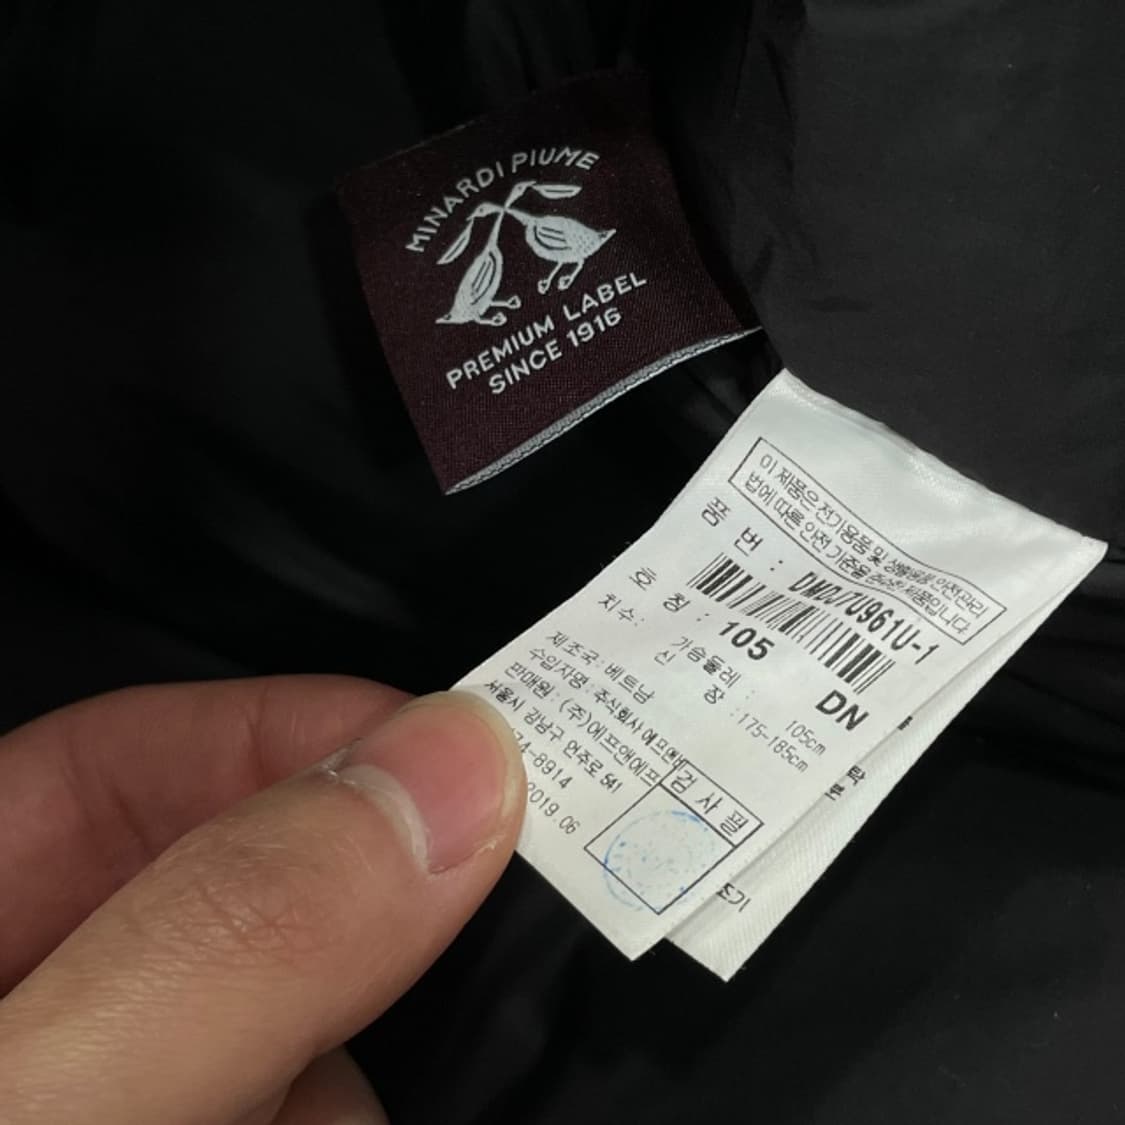 MINARDI PIUME
PREMIUM LABEL
SINCE 1916
이 제품은 전기용품 및 생활용품 안전관리
법에 따른 안전 기준을 준수한 제품입니다.
품 번 :
호 칭 : 105 DN
치수: 가슴둘레 : 105cm
신 장 : 175-185cm
제조국: 베트남
수입자명: 주식회사 에프앤
판매원: (주)에프앤에프
서울시 강남구 언주로 541
74-8914
2019.06
검사필